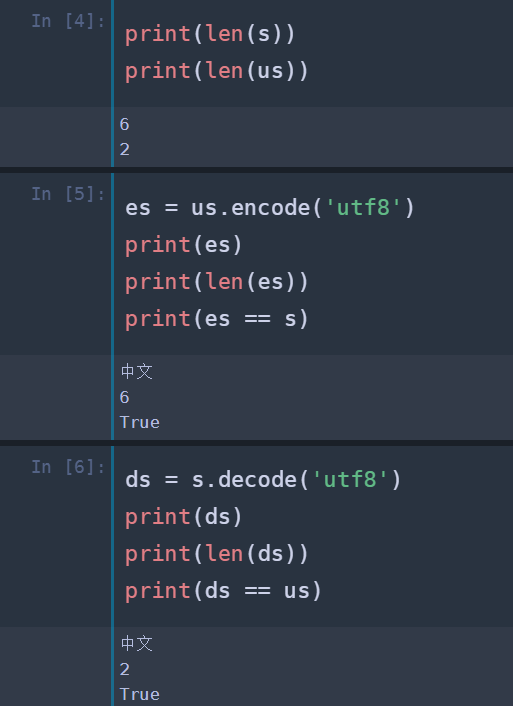 In [4]:
print(len(s))
print(len(us))
6
2
In [5]:
es = us.encode('utf8')
print(es)
print(len(es))
print(es == s)
中文
6
True
In [6]:
ds = s.decode('utf8')
print(ds)
print(len(ds))
print(ds == us)
中文
2
True